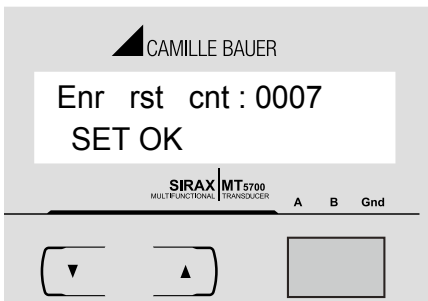 CAMILLE BAUER
Enr rst cnt : 0007
SET OK
SIRAX MT5700
MULTIFUNCTIONAL TRANSDUCER
A B Gnd